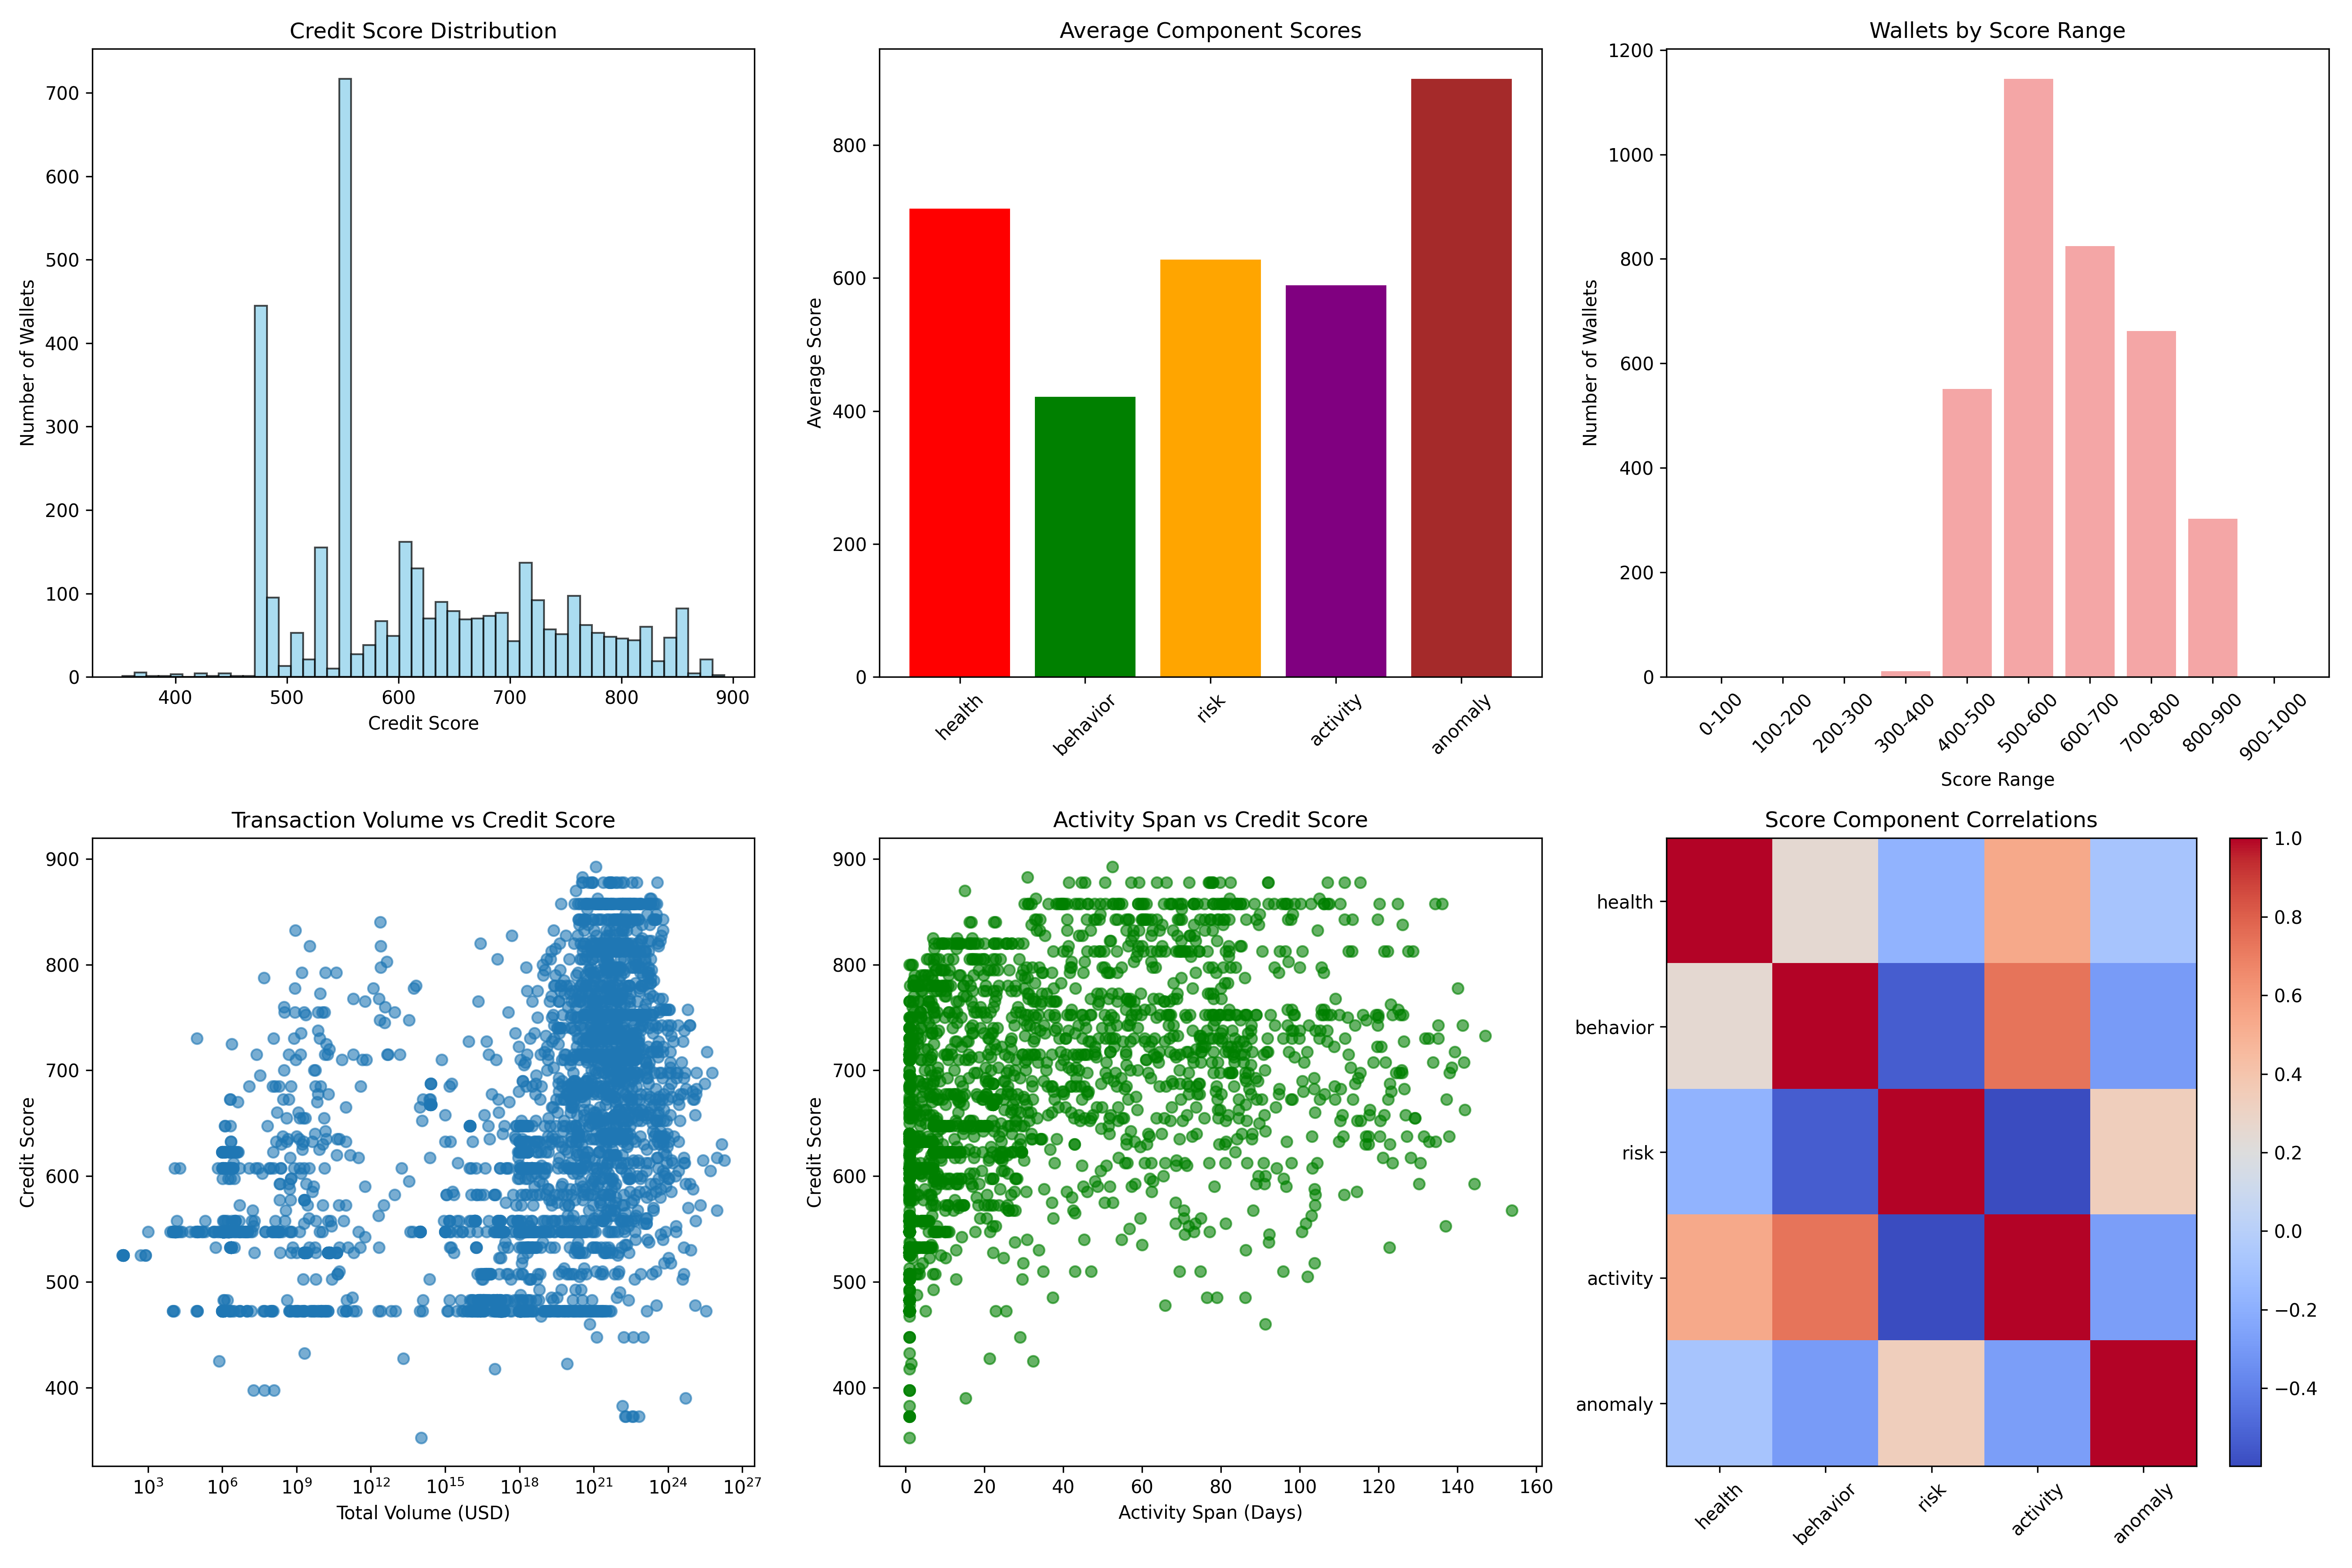 Credit Score Distribution
Number of Wallets
700
600
500
400
300
200
100
0
400 500 600 700 800 900
Credit Score
Average Component Scores
Average Score
800
600
400
200
0
health behavior risk activity anomaly
Wallets by Score Range
Number of Wallets
1200
1000
800
600
400
200
0
0-100 100-200 200-300 300-400 400-500 500-600 600-700 700-800 800-900 900-1000
Score Range
Transaction Volume vs Credit Score
Credit Score
900
800
700
600
500
400
10³ 10⁶ 10⁹ 10¹² 10¹⁵ 10¹⁸ 10²¹ 10²⁴ 10²⁷
Total Volume (USD)
Activity Span vs Credit Score
Credit Score
900
800
700
600
500
400
0 20 40 60 80 100 120 140 160
Activity Span (Days)
Score Component Correlations
health
behavior
risk
activity
anomaly
health behavior risk activity anomaly
1.0
0.8
0.6
0.4
0.2
0.0
−0.2
−0.4